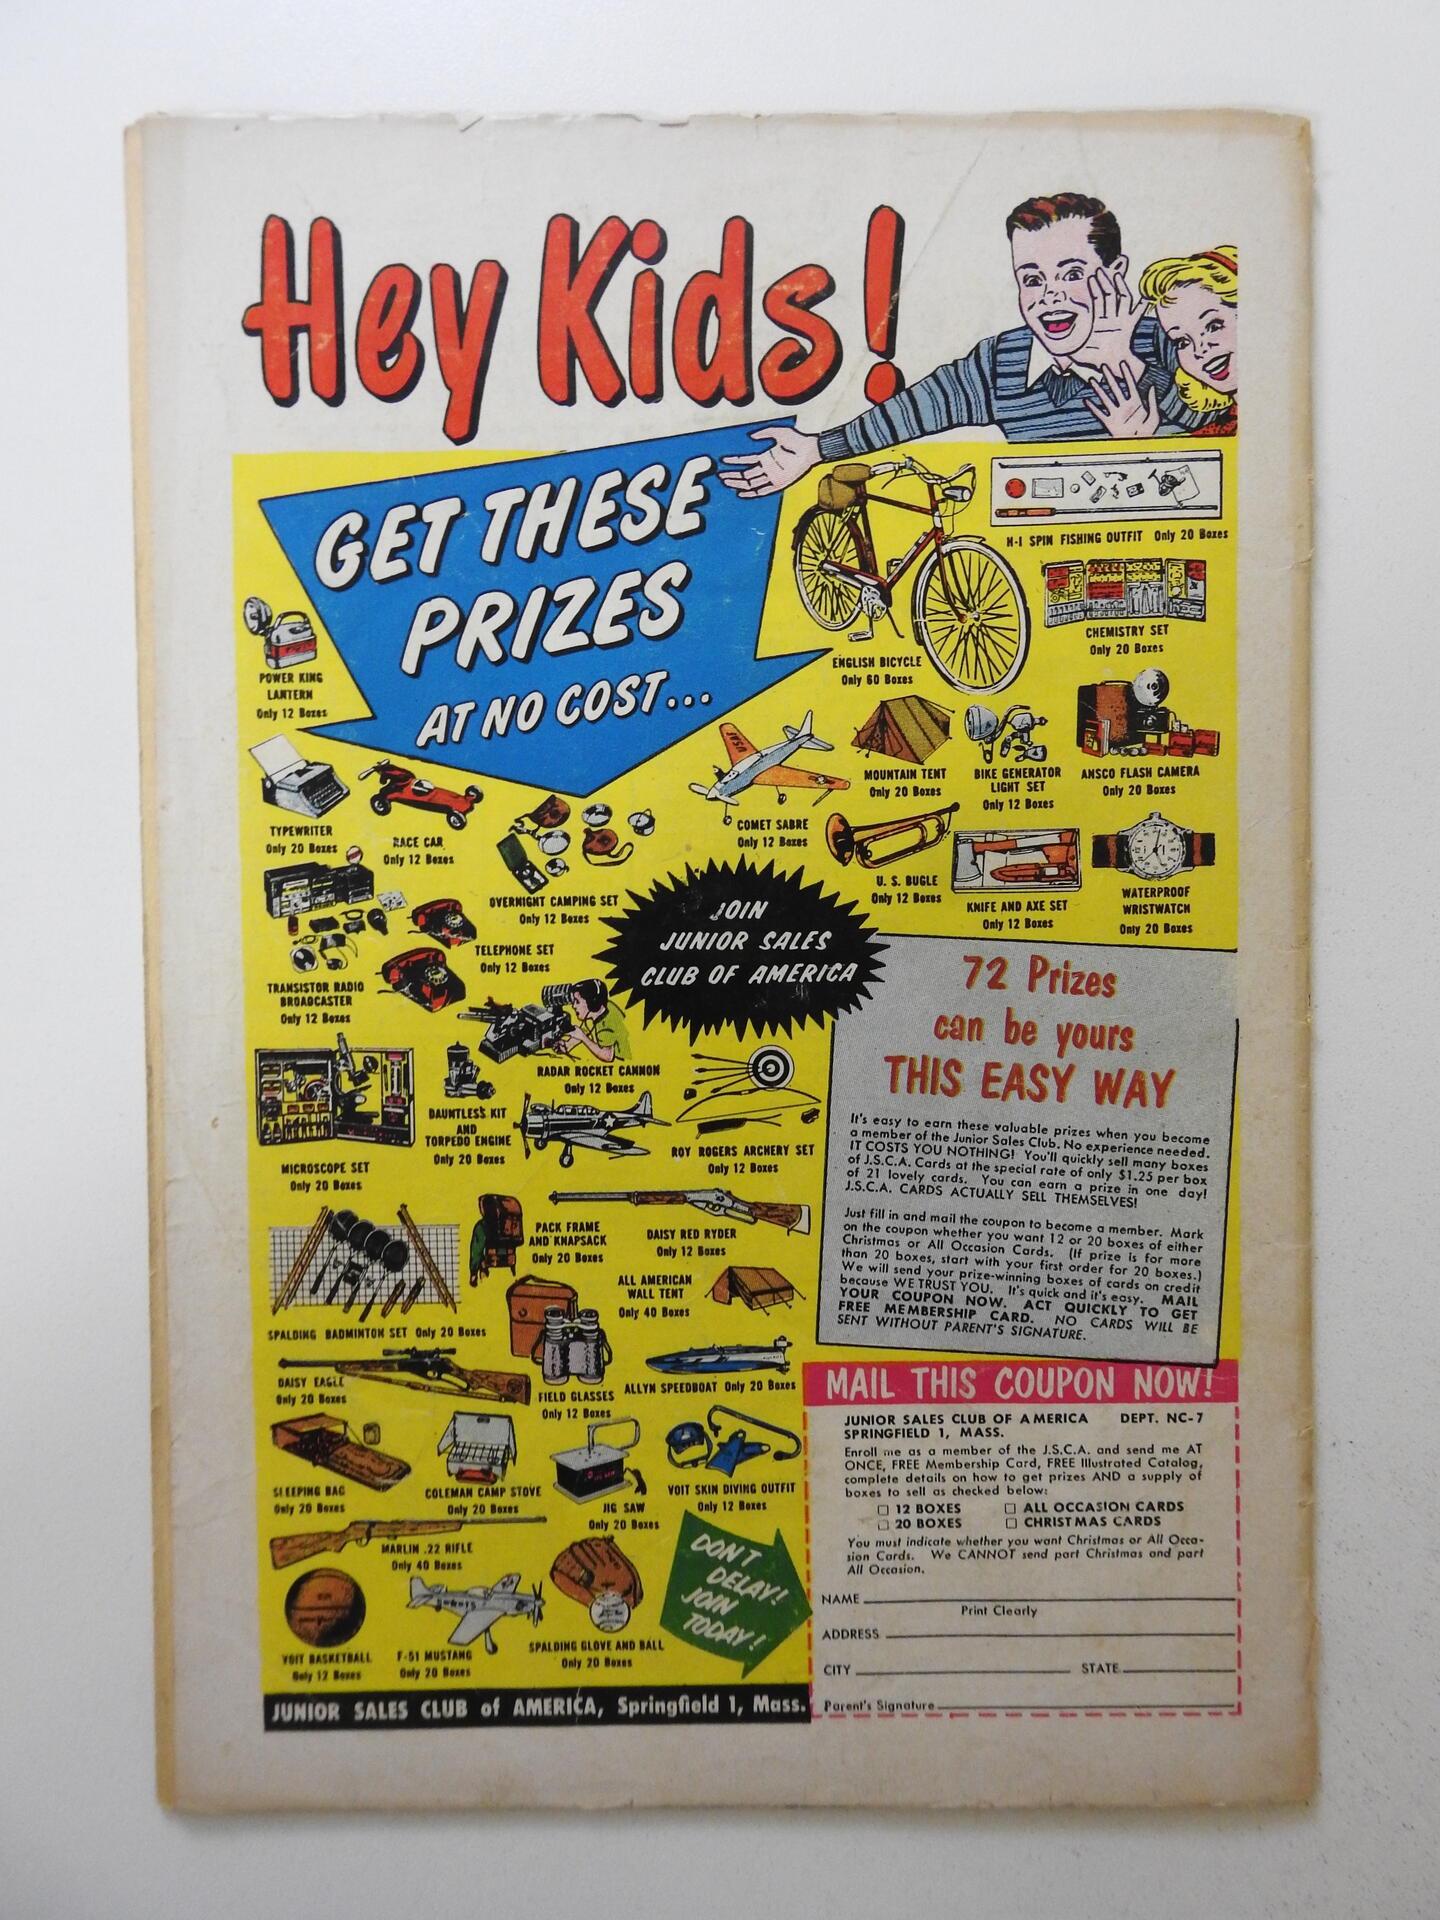 Hey Kids!
GET THESE
PRIZES
AT NO COST...
H-I SPIN FISHING OUTFIT Only 20 Boxes
CHEMISTRY SET
Only 20 Boxes
ENGLISH BICYCLE
Only 60 Boxes
POWER KING
LANTERN
Only 12 Boxes
USAF
MOUNTAIN TENT
Only 20 Boxes
BIKE GENERATOR
LIGHT SET
Only 12 Boxes
ANSCO FLASH CAMERA
Only 20 Boxes
TYPEWRITER
Only 20 Boxes
RACE CAR
Only 12 Boxes
COMET SABRE
Only 12 Boxes
U. S. BUGLE
Only 12 Boxes
KNIFE AND AXE SET
Only 12 Boxes
WATERPROOF
WRISTWATCH
Only 20 Boxes
OVERNIGHT CAMPING SET
Only 12 Boxes
JOIN
JUNIOR SALES
CLUB OF AMERICA
TELEPHONE SET
Only 12 Boxes
TRANSISTOR RADIO
BROADCASTER
Only 12 Boxes
RADAR ROCKET CANNON
Only 12 Boxes
DAUNTLESS KIT
AND
TORPEDO ENGINE
Only 20 Boxes
ROY ROGERS ARCHERY SET
Only 12 Boxes
MICROSCOPE SET
Only 20 Boxes
PACK FRAME
AND KNAPSACK
Only 20 Boxes
DAISY RED RYDER
Only 12 Boxes
ALL AMERICAN
WALL TENT
Only 40 Boxes
SPALDING BADMINTON SET Only 20 Boxes
DAISY EAGLE
Only 20 Boxes
FIELD GLASSES
Only 12 Boxes
ALLYN SPEEDBOAT Only 20 Boxes
SLEEPING BAG
Only 20 Boxes
COLEMAN CAMP STOVE
Only 20 Boxes
JIG SAW
Only 20 Boxes
VOIT SKIN DIVING OUTFIT
Only 12 Boxes
MARLIN .22 RIFLE
Only 40 Boxes
VOIT BASKETBALL
Only 12 Boxes
F-51 MUSTANG
Only 20 Boxes
SPALDING GLOVE AND BALL
Only 20 Boxes
DON'T
DELAY!
JOIN
TODAY!
JUNIOR SALES CLUB of AMERICA, Springfield 1, Mass.
72 Prizes
can be yours
THIS EASY WAY
It's easy to earn these valuable prizes when you become
a member of the Junior Sales Club. No experience needed.
IT COSTS YOU NOTHING! You'll quickly sell many boxes
of J.S.C.A. Cards at the special rate of only $1.25 per box
of 21 lovely cards. You can earn a prize in one day!
J.S.C.A. CARDS ACTUALLY SELL THEMSELVES!
Just fill in and mail the coupon to become a member. Mark
on the coupon whether you want 12 or 20 boxes of either
Christmas or All Occasion Cards. (If prize is for more
than 20 boxes, start with your first order for 20 boxes.)
We will send your prize-winning boxes of cards on credit
because WE TRUST YOU. It's quick and it's easy. MAIL
YOUR COUPON NOW. ACT QUICKLY TO GET
FREE MEMBERSHIP CARD. NO CARDS WILL BE
SENT WITHOUT PARENT'S SIGNATURE.
MAIL THIS COUPON NOW!
JUNIOR SALES CLUB OF AMERICA DEPT. NC-7
SPRINGFIELD 1, MASS.
Enroll me as a member of the J.S.C.A. and send me AT
ONCE, FREE Membership Card, FREE Illustrated Catalog,
complete details on how to get prizes AND a supply of
boxes to sell as checked below:
☐ 12 BOXES ☐ ALL OCCASION CARDS
☐ 20 BOXES ☐ CHRISTMAS CARDS
You must indicate whether you want Christmas or All Occa-
sion Cards. We CANNOT send part Christmas and part
All Occasion.
NAME
Print Clearly
ADDRESS
CITY STATE
Parent's Signature